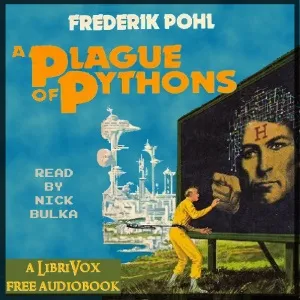 FREDERIK POHL
A PLAGUE
OF PYTHONS
READ
BY
NICK
BULKA
H
A LIBRIVOX
FREE AUDIOBOOK